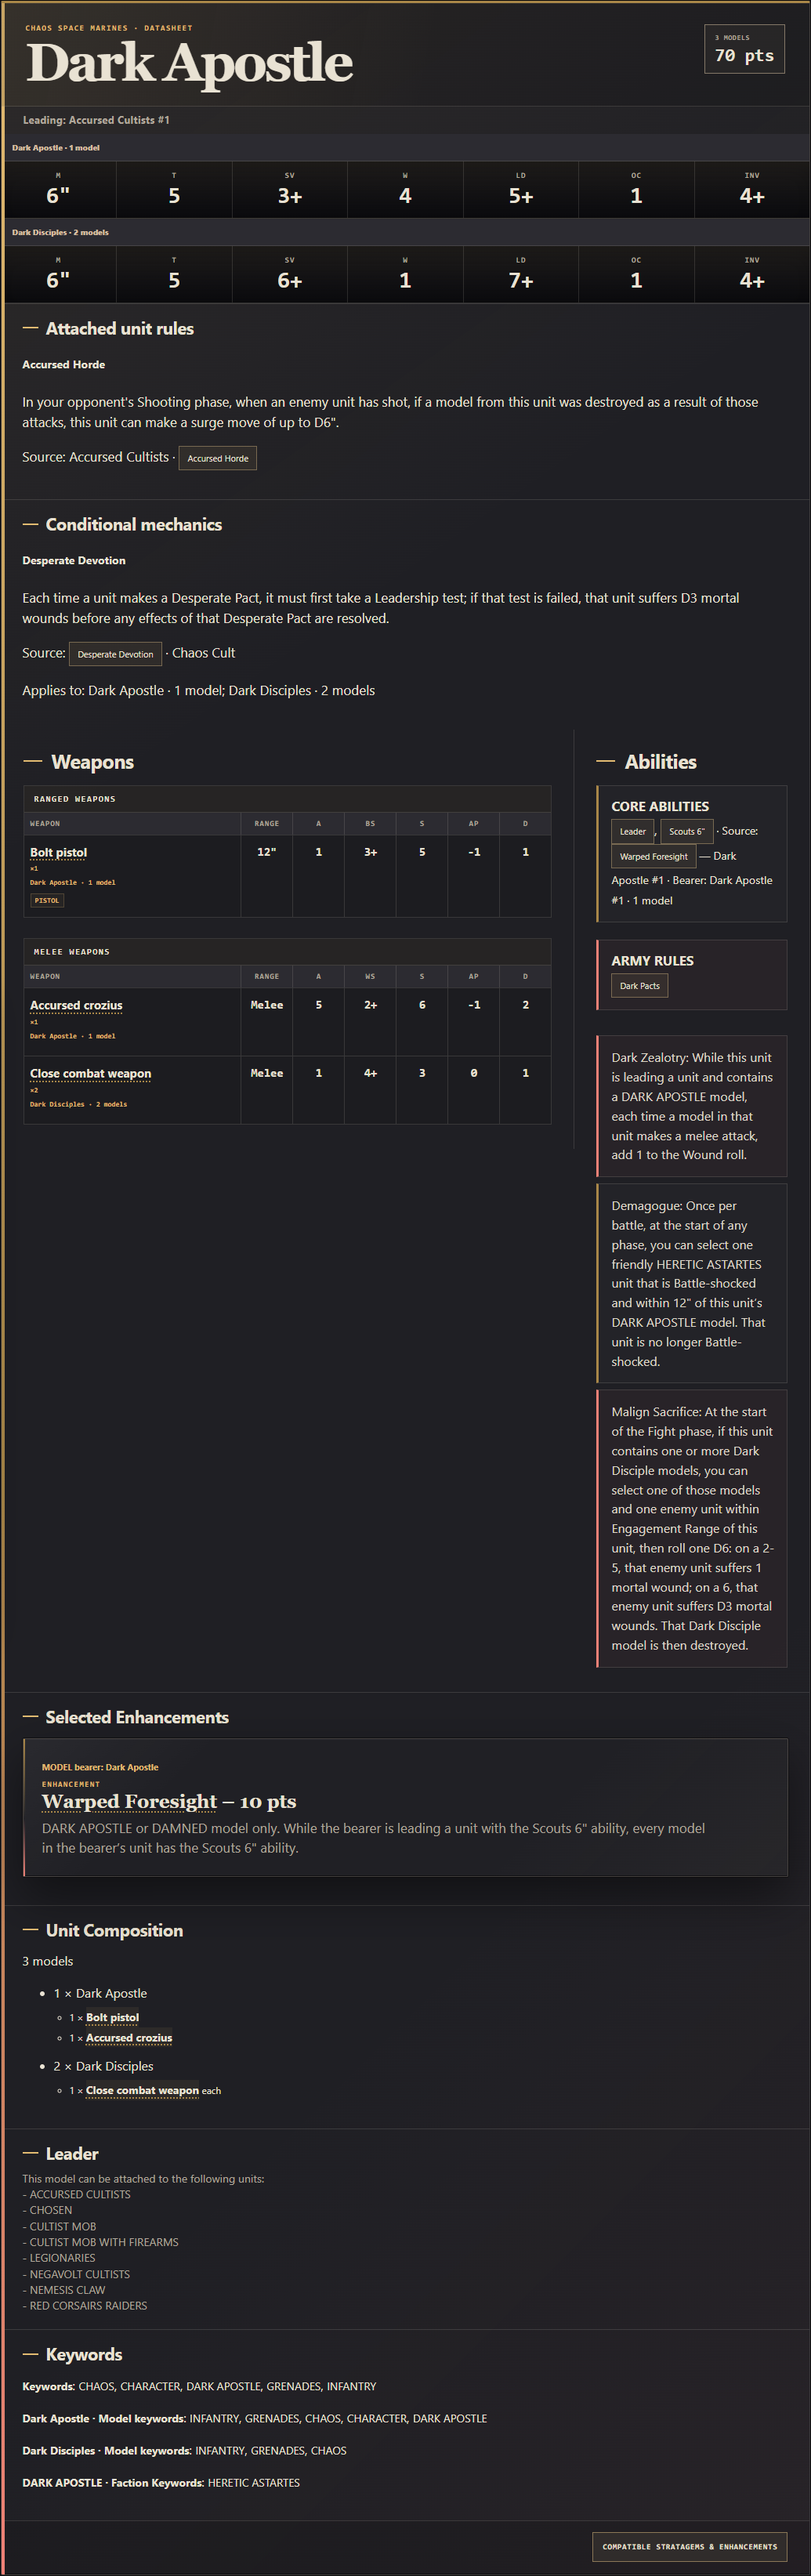 CHAOS SPACE MARINES · DATASHEET
Dark Apostle
3 MODELS
70 pts
Leading: Accursed Cultists #1
Dark Apostle · 1 model
M T SV W LD OC INV
6" 5 3+ 4 5+ 1 4+
Dark Disciples · 2 models
M T SV W LD OC INV
6" 5 6+ 1 7+ 1 4+
Attached unit rules
Accursed Horde
In your opponent's Shooting phase, when an enemy unit has shot, if a model from this unit was destroyed as a result of those
attacks, this unit can make a surge move of up to D6".
Source: Accursed Cultists · Accursed Horde
Conditional mechanics
Desperate Devotion
Each time a unit makes a Desperate Pact, it must first take a Leadership test; if that test is failed, that unit suffers D3 mortal
wounds before any effects of that Desperate Pact are resolved.
Source: Desperate Devotion · Chaos Cult
Applies to: Dark Apostle · 1 model; Dark Disciples · 2 models
Weapons
RANGED WEAPONS
WEAPON RANGE A BS S AP D
Bolt pistol 12" 1 3+ 5 -1 1
×1
Dark Apostle · 1 model
PISTOL
MELEE WEAPONS
WEAPON RANGE A WS S AP D
Accursed crozius Melee 5 2+ 6 -1 2
×1
Dark Apostle · 1 model
Close combat weapon Melee 1 4+ 3 0 1
×2
Dark Disciples · 2 models
Abilities
CORE ABILITIES
Leader, Scouts 6" · Source:
Warped Foresight — Dark
Apostle #1 · Bearer: Dark Apostle
#1 · 1 model
ARMY RULES
Dark Pacts
Dark Zealotry: While this unit
is leading a unit and contains
a DARK APOSTLE model,
each time a model in that
unit makes a melee attack,
add 1 to the Wound roll.
Demagogue: Once per
battle, at the start of any
phase, you can select one
friendly HERETIC ASTARTES
unit that is Battle-shocked
and within 12" of this unit's
DARK APOSTLE model. That
unit is no longer Battle-
shocked.
Malign Sacrifice: At the start
of the Fight phase, if this unit
contains one or more Dark
Disciple models, you can
select one of those models
and one enemy unit within
Engagement Range of this
unit, then roll one D6: on a 2-
5, that enemy unit suffers 1
mortal wound; on a 6, that
enemy unit suffers D3 mortal
wounds. That Dark Disciple
model is then destroyed.
Selected Enhancements
MODEL bearer: Dark Apostle
ENHANCEMENT
Warped Foresight — 10 pts
DARK APOSTLE or DAMNED model only. While the bearer is leading a unit with the Scouts 6" ability, every model
in the bearer's unit has the Scouts 6" ability.
Unit Composition
3 models
• 1 × Dark Apostle
◦ 1 × Bolt pistol
◦ 1 × Accursed crozius
• 2 × Dark Disciples
◦ 1 × Close combat weapon each
Leader
This model can be attached to the following units:
- ACCURSED CULTISTS
- CHOSEN
- CULTIST MOB
- CULTIST MOB WITH FIREARMS
- LEGIONARIES
- NEGAVOLT CULTISTS
- NEMESIS CLAW
- RED CORSAIRS RAIDERS
Keywords
Keywords: CHAOS, CHARACTER, DARK APOSTLE, GRENADES, INFANTRY
Dark Apostle · Model keywords: INFANTRY, GRENADES, CHAOS, CHARACTER, DARK APOSTLE
Dark Disciples · Model keywords: INFANTRY, GRENADES, CHAOS
DARK APOSTLE · Faction Keywords: HERETIC ASTARTES
COMPATIBLE STRATAGEMS & ENHANCEMENTS